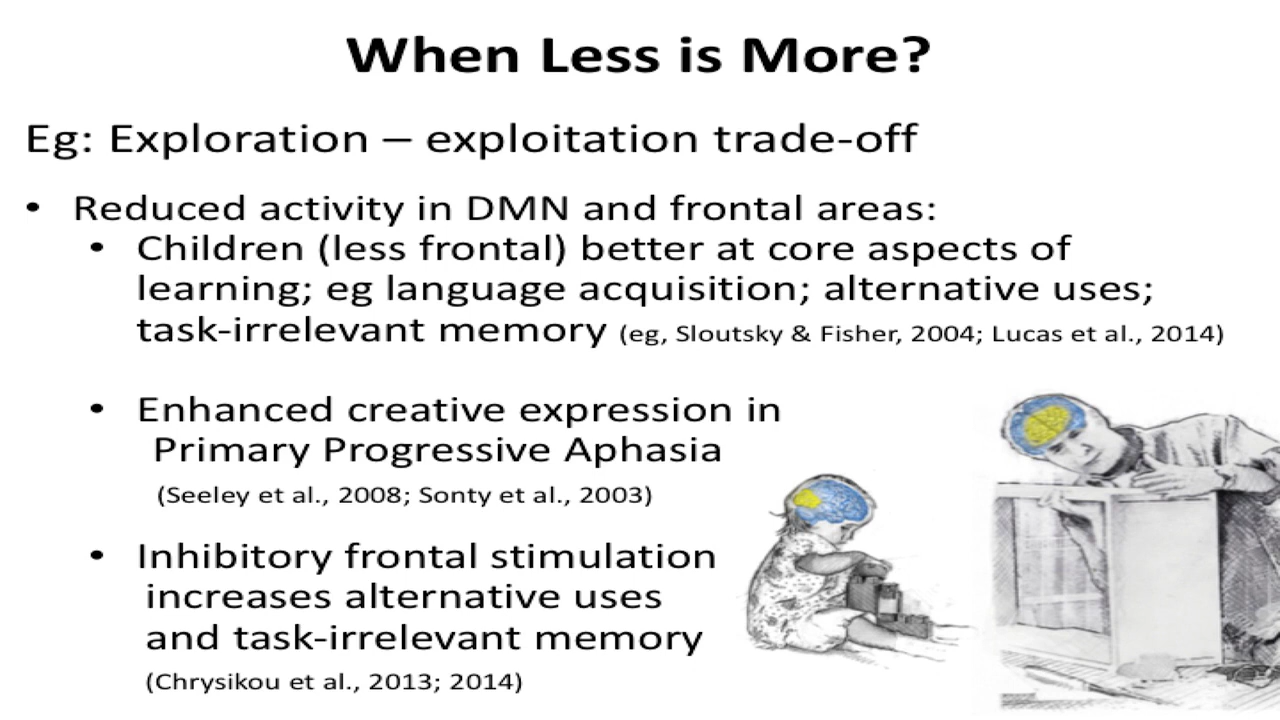 When Less is More?
Eg: Exploration – exploitation trade-off
• Reduced activity in DMN and frontal areas:
• Children (less frontal) better at core aspects of
learning; eg language acquisition; alternative uses;
task-irrelevant memory (eg, Sloutsky & Fisher, 2004; Lucas et al., 2014)
• Enhanced creative expression in
Primary Progressive Aphasia
(Seeley et al., 2008; Sonty et al., 2003)
• Inhibitory frontal stimulation
increases alternative uses
and task-irrelevant memory
(Chrysikou et al., 2013; 2014)